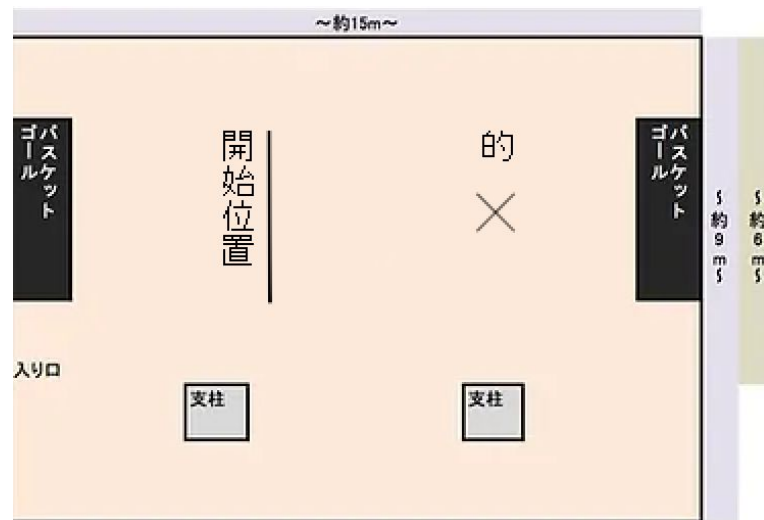 ～約15m～
バスケット
ゴール
開始位置
的
バスケット
ゴール
～約9m～
～約6m～
入り口
支柱
支柱